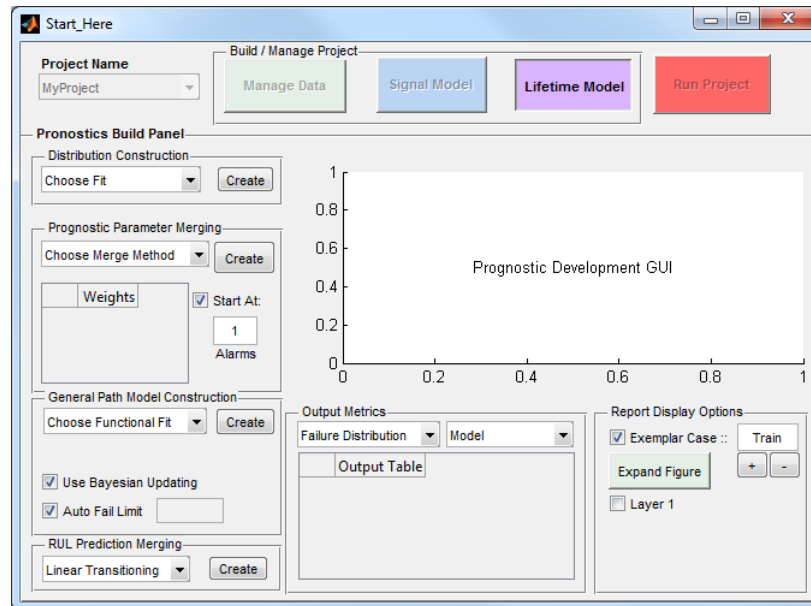 Start_Here
Project Name
MyProject
Build / Manage Project
Manage Data
Signal Model
Lifetime Model
Run Project
Pronostics Build Panel
Distribution Construction
Choose Fit
Create
Prognostic Parameter Merging
Choose Merge Method
Create
Weights
Start At:
1
Alarms
General Path Model Construction
Choose Functional Fit
Create
Use Bayesian Updating
Auto Fail Limit
RUL Prediction Merging
Linear Transitioning
Create
1
0.8
0.6
0.4
0.2
0
Prognostic Development GUI
0 0.2 0.4 0.6 0.8 1
Output Metrics
Failure Distribution
Model
Output Table
Report Display Options
Exemplar Case ::
Train
Expand Figure
+ -
Layer 1